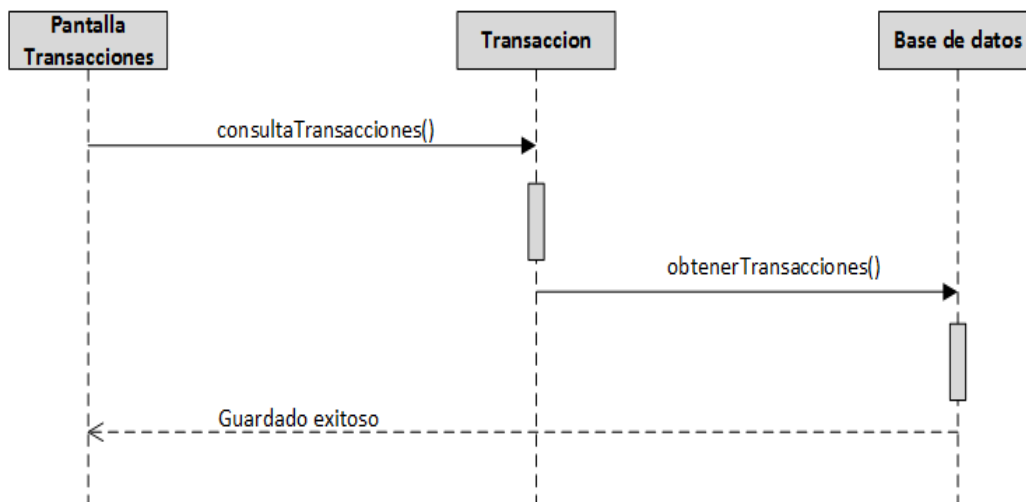 Pantalla
Transacciones
Transaccion
Base de datos
consultaTransacciones()
obtenerTransacciones()
Guardado exitoso